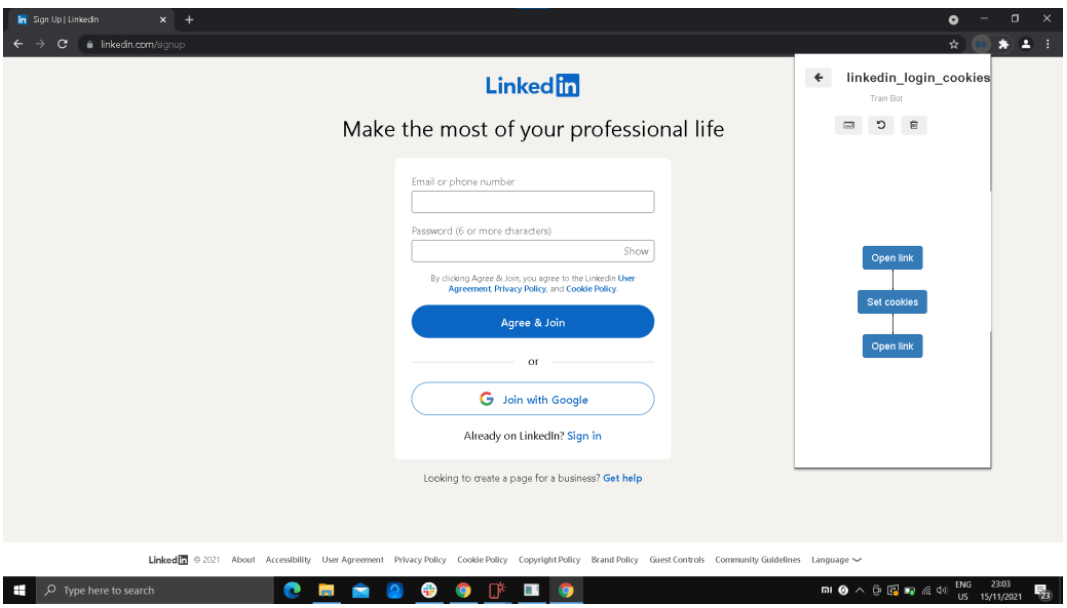 Sign Up | LinkedIn
linkedin.com/signup
LinkedIn
Make the most of your professional life
Email or phone number
Password (6 or more characters)
Show
By clicking Agree & Join, you agree to the LinkedIn User
Agreement, Privacy Policy, and Cookie Policy.
Agree & Join
or
Join with Google
Already on LinkedIn? Sign in
Looking to create a page for a business? Get help
linkedin_login_cookies
Train Bot
Open link
Set cookies
Open link
LinkedIn © 2021 About Accessibility User Agreement Privacy Policy Cookie Policy Copyright Policy Brand Policy Guest Controls Community Guidelines Language
Type here to search
ENG
US
23:03
15/11/2021
23